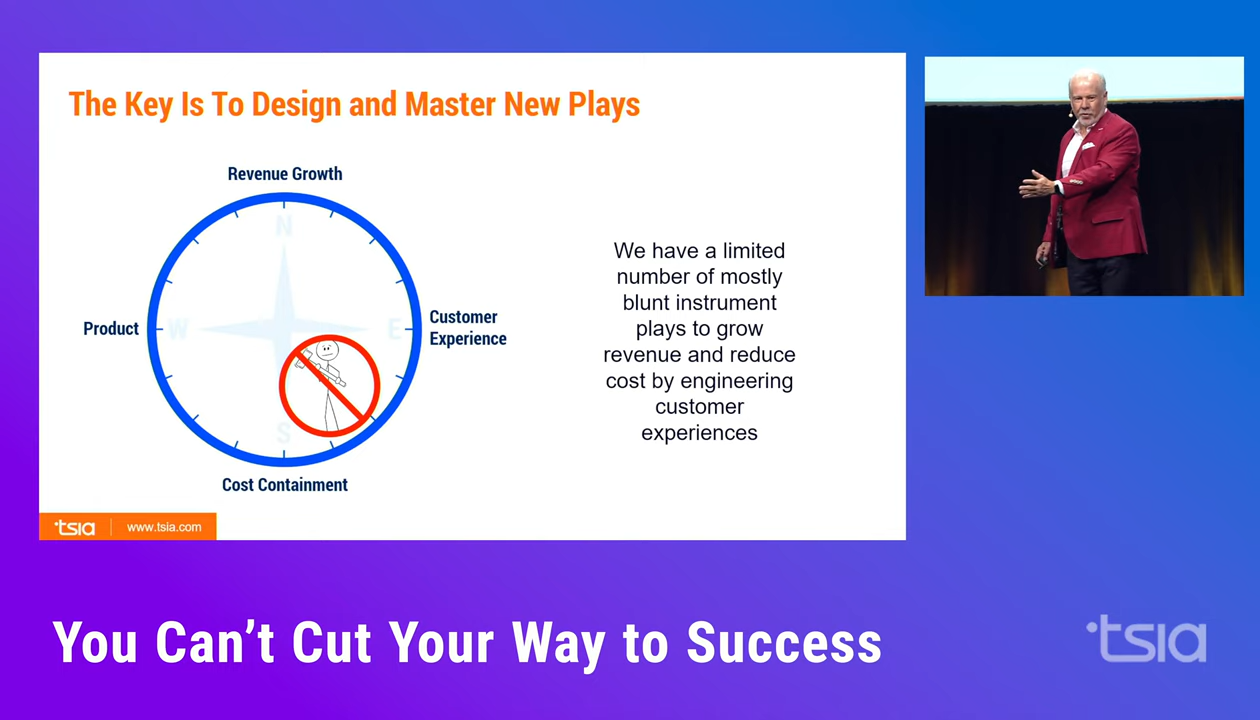 The Key Is To Design and Master New Plays
Revenue Growth
N
Product
W
E
Customer
Experience
S
Cost Containment
We have a limited
number of mostly
blunt instrument
plays to grow
revenue and reduce
cost by engineering
customer
experiences
tsia
www.tsia.com
You Can’t Cut Your Way to Success
tsia